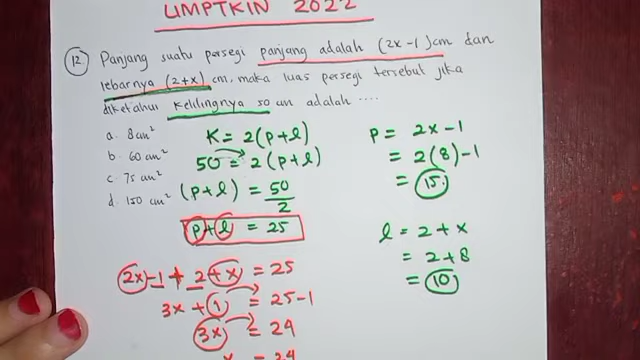 UMPTKIN 2022
12. Panjang suatu persegi panjang adalah (2x-1)cm dan
lebarnya (2+x) cm, maka luas persegi tersebut jika
diketahui kelilingnya 50 cm adalah ....
a. 8 cm²
b. 60 cm²
c. 75 cm²
d. 150 cm²
K = 2(p+l)
50 = 2(p+l)
(p+l) = 50/2
p+l = 25
2x-1 + 2+x = 25
3x + 1 = 25-1
3x = 24
x = 24
p = 2x-1
= 2(8)-1
= 15
l = 2+x
= 2+8
= 10